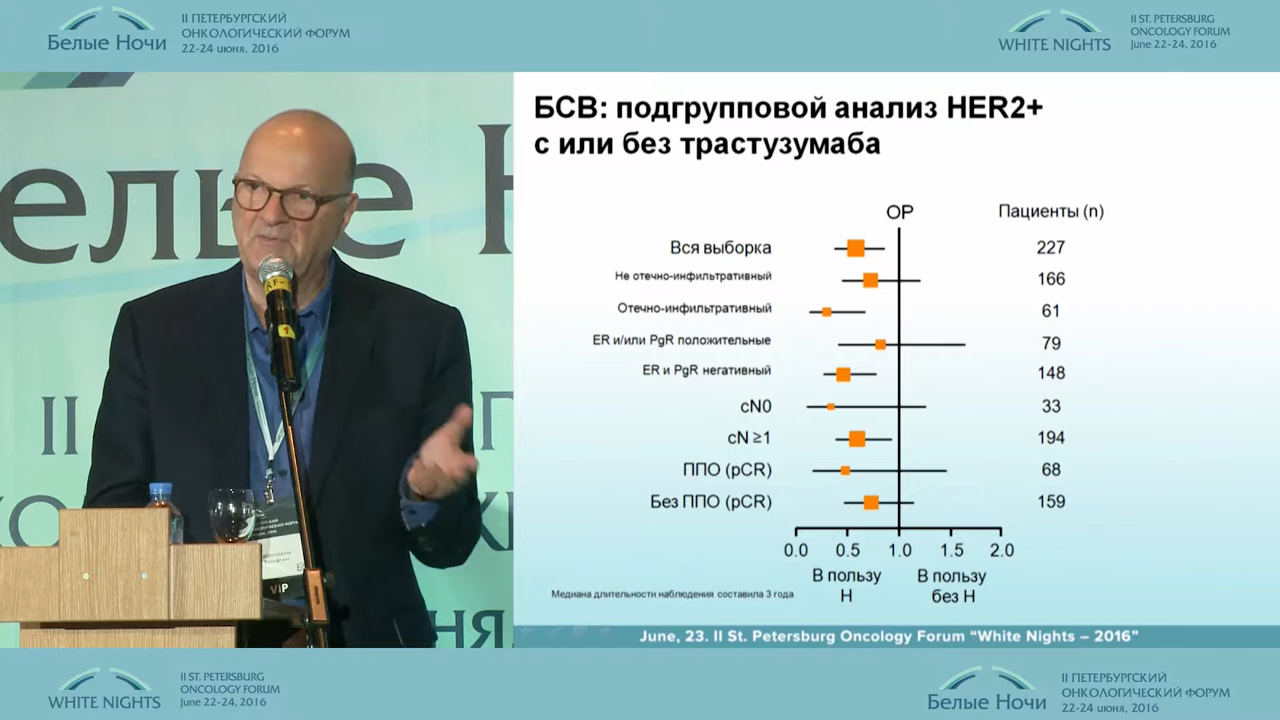 Белые Ночи
II ПЕТЕРБУРГСКИЙ
ОНКОЛОГИЧЕСКИЙ ФОРУМ
22-24 июня, 2016
WHITE NIGHTS
II ST. PETERSBURG
ONCOLOGY FORUM
June 22-24, 2016
II
VIP
БСВ: подгрупповой анализ HER2+
с или без трастузумаба
ОР
Пациенты (n)
Вся выборка 227
Не отечно-инфильтративный 166
Отечно-инфильтративный 61
ER и/или PgR положительные 79
ER и PgR негативный 148
cN0 33
cN ≥1 194
ППО (pCR) 68
Без ППО (pCR) 159
0.0 0.5 1.0 1.5 2.0
В пользу
Н
В пользу
без Н
Медиана длительности наблюдения составила 3 года
June, 23. II St. Petersburg Oncology Forum “White Nights – 2016”
WHITE NIGHTS
II ST. PETERSBURG
ONCOLOGY FORUM
June 22-24, 2016
Белые Ночи
II ПЕТЕРБУРГСКИЙ
ОНКОЛОГИЧЕСКИЙ ФОРУМ
22-24 июня, 2016